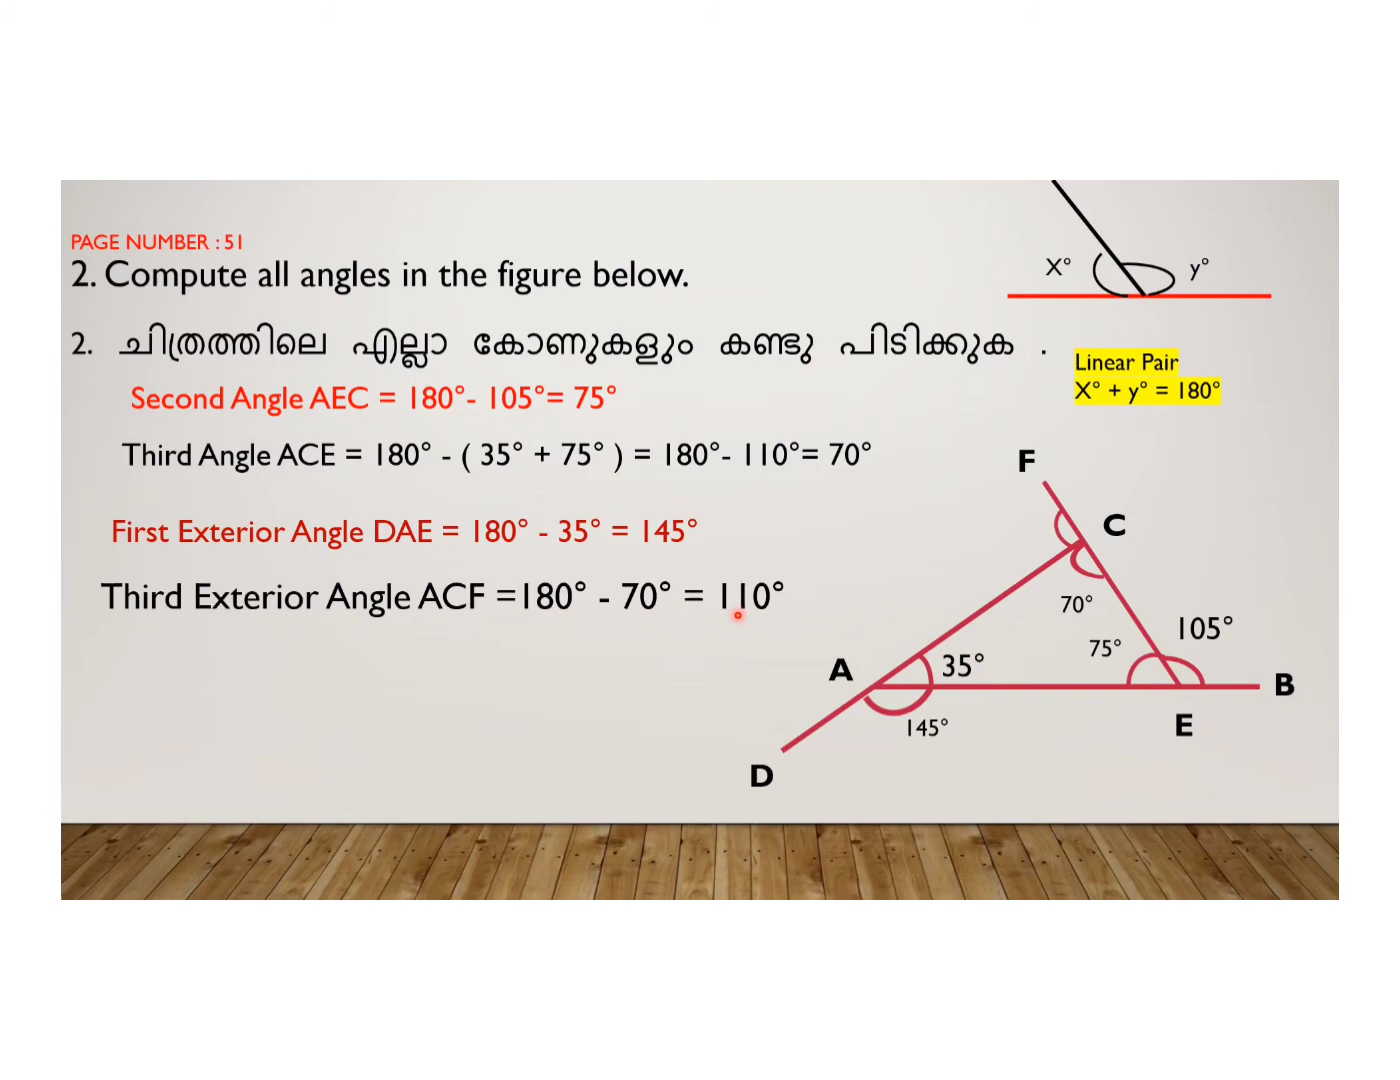 PAGE NUMBER : 51
2. Compute all angles in the figure below.
2. ചിത്രത്തിലെ എല്ലാ കോണുകളും കണ്ടു പിടിക്കുക .
Second Angle AEC = 180°- 105°= 75°
Third Angle ACE = 180° - ( 35° + 75° ) = 180°- 110°= 70°
First Exterior Angle DAE = 180° - 35° = 145°
Third Exterior Angle ACF =180° - 70° = 110°
X° y°
Linear Pair
X° + y° = 180°
F
C
70°
105°
75°
A 35°
B
145°
E
D